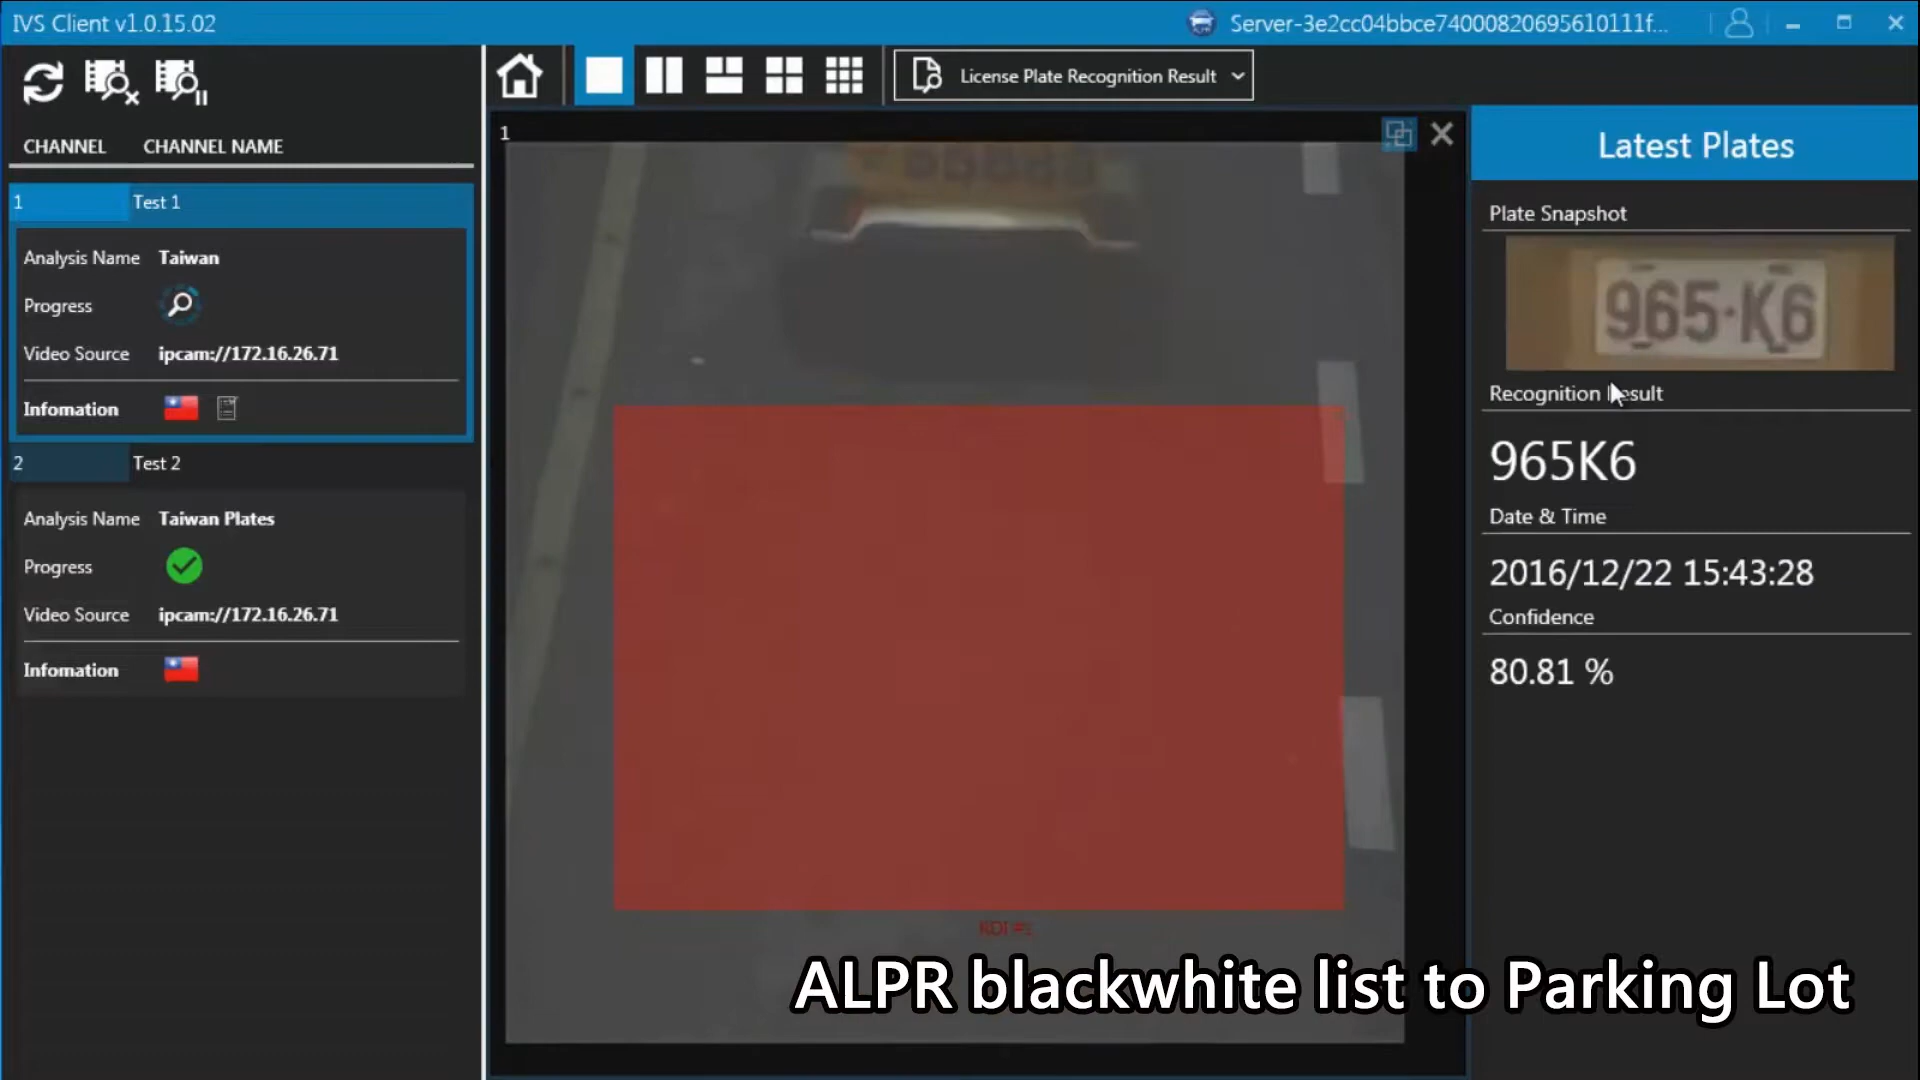 IVS Client v1.0.15.02
Server-3e2cc04bbce74000820695610111f...
License Plate Recognition Result
CHANNEL CHANNEL NAME
1 Test 1
Analysis Name Taiwan
Progress
Video Source ipcam://172.16.26.71
Infomation
2 Test 2
Analysis Name Taiwan Plates
Progress
Video Source ipcam://172.16.26.71
Infomation
1
Latest Plates
Plate Snapshot
965·K6
Recognition Result
965K6
Date & Time
2016/12/22 15:43:28
Confidence
80.81 %
ALPR blackwhite list to Parking Lot